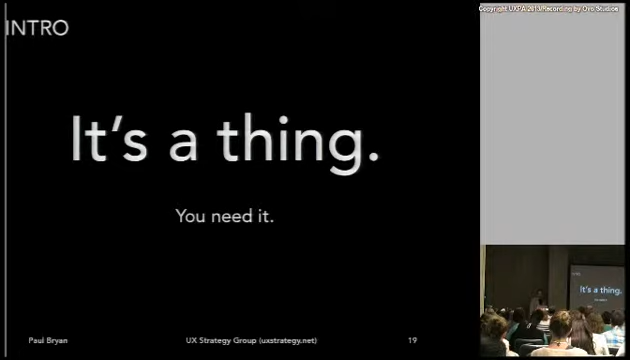 Copyright UXPA 2013/Recording by Ovo Studios
INTRO
It's a thing.
You need it.
Paul Bryan
UX Strategy Group (uxstrategy.net)
19
It's a thing.